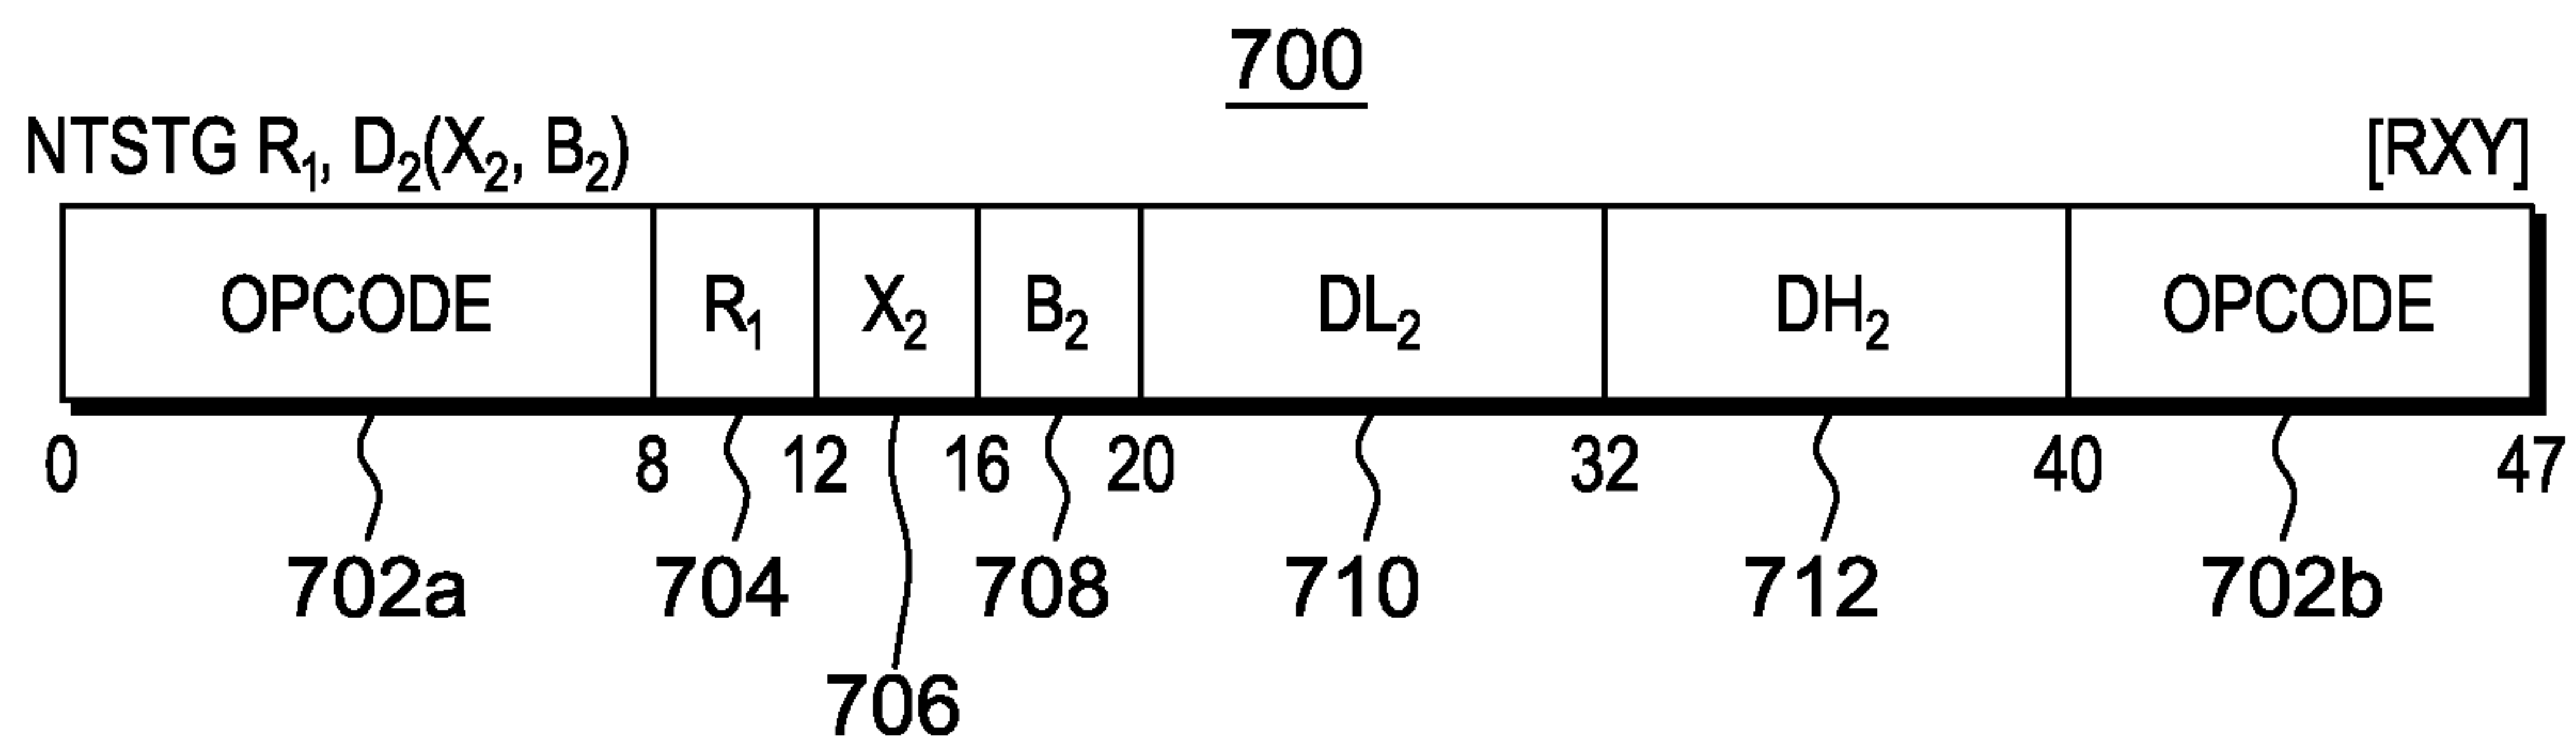 700
NTSTG R₁, D₂(X₂, B₂) [RXY]
OPCODE R₁ X₂ B₂ DL₂ DH₂ OPCODE
0 8 12 16 20 32 40 47
702a 704 708 710 712 702b
706